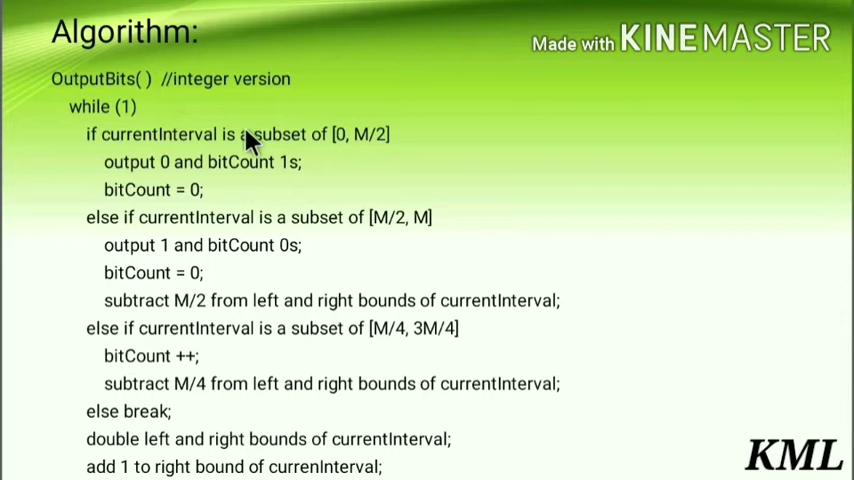 Algorithm:
Made with KINEMASTER
OutputBits( ) //integer version
while (1)
if currentInterval is a subset of [0, M/2]
output 0 and bitCount 1s;
bitCount = 0;
else if currentInterval is a subset of [M/2, M]
output 1 and bitCount 0s;
bitCount = 0;
subtract M/2 from left and right bounds of currentInterval;
else if currentInterval is a subset of [M/4, 3M/4]
bitCount ++;
subtract M/4 from left and right bounds of currentInterval;
else break;
double left and right bounds of currentInterval;
add 1 to right bound of currenInterval;
KML